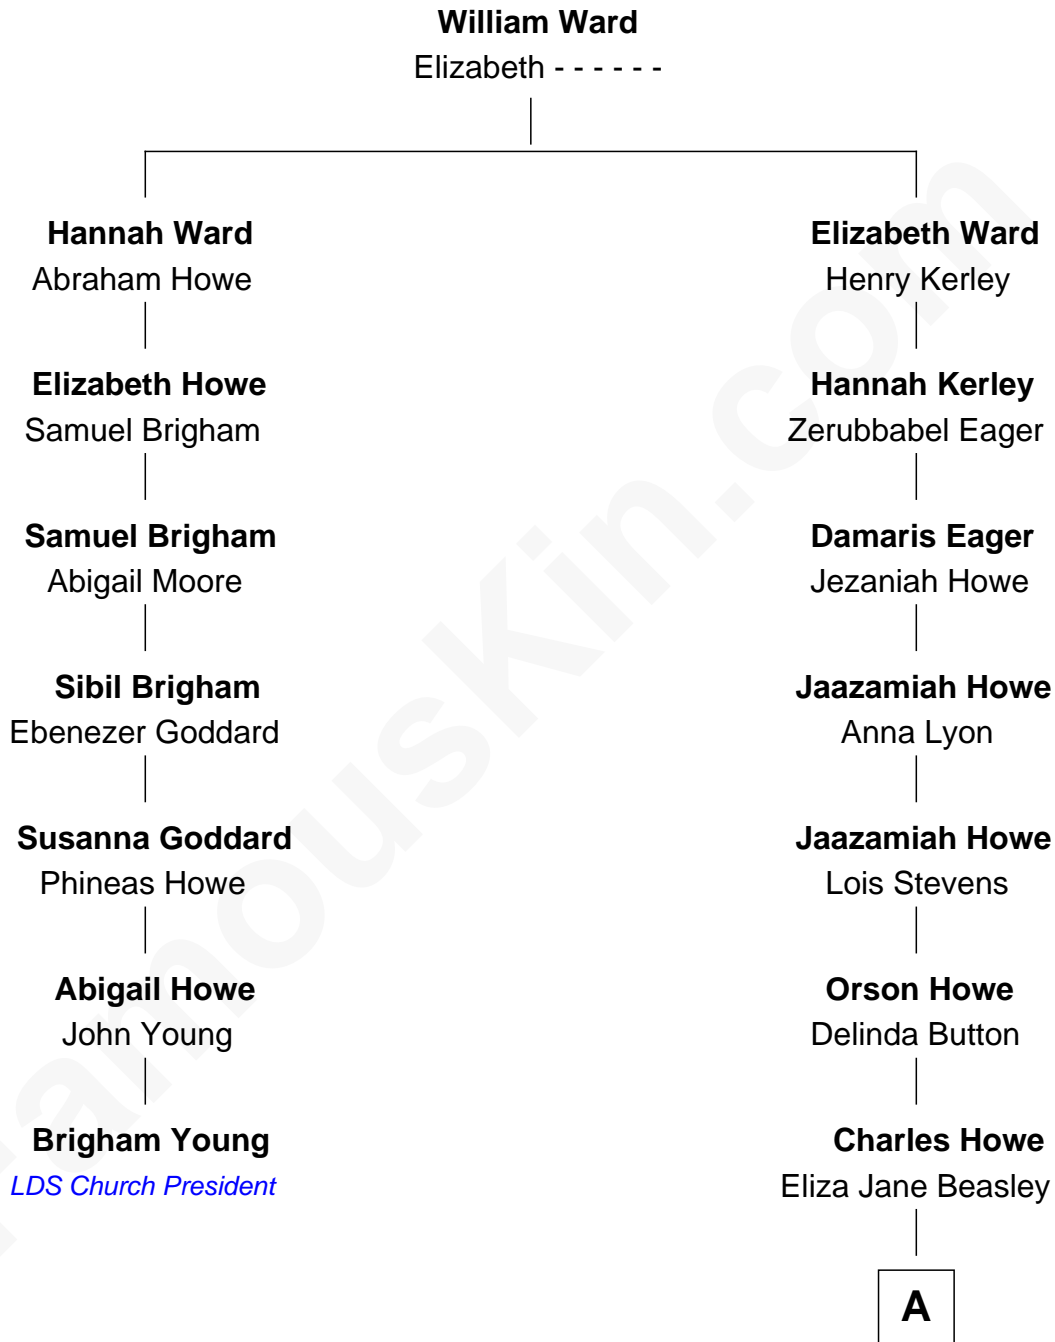 William Ward
Elizabeth - - - - - -
Hannah Ward
Abraham Howe
Elizabeth Ward
Henry Kerley
Elizabeth Howe
Samuel Brigham
Hannah Kerley
Zerubbabel Eager
Samuel Brigham
Abigail Moore
Damaris Eager
Jezaniah Howe
Sibil Brigham
Ebenezer Goddard
Jaazamiah Howe
Anna Lyon
Susanna Goddard
Phineas Howe
Jaazamiah Howe
Lois Stevens
Abigail Howe
John Young
Orson Howe
Delinda Button
Brigham Young
LDS Church President
Charles Howe
Eliza Jane Beasley
A
FamousKin.com